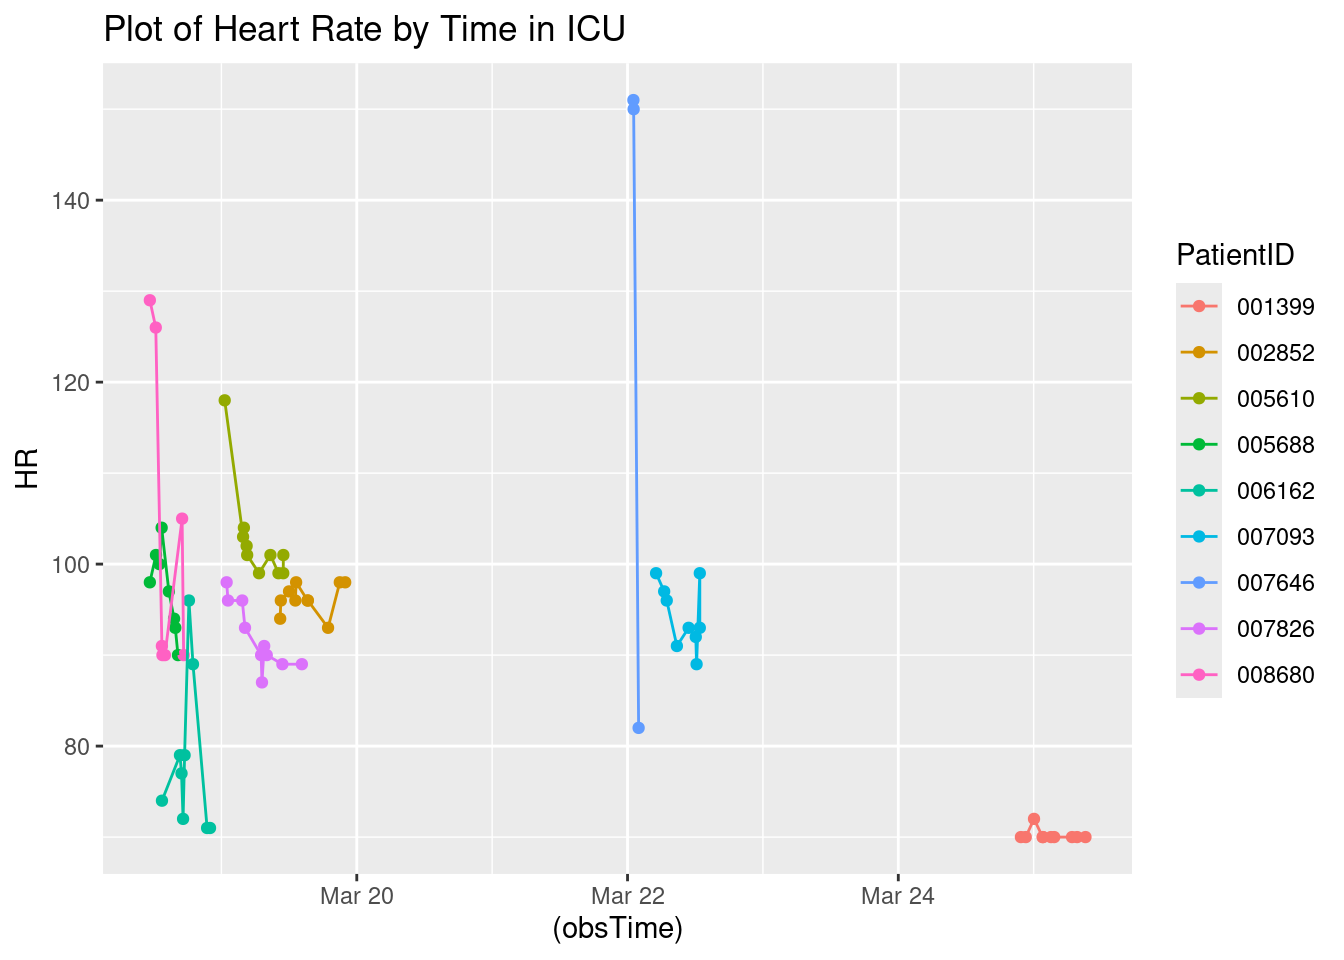 Plot of Heart Rate by Time in ICU
140
120
100
80
HR
Mar 20
Mar 22
Mar 24
(obsTime)
PatientID
001399
002852
005610
005688
006162
007093
007646
007826
008680